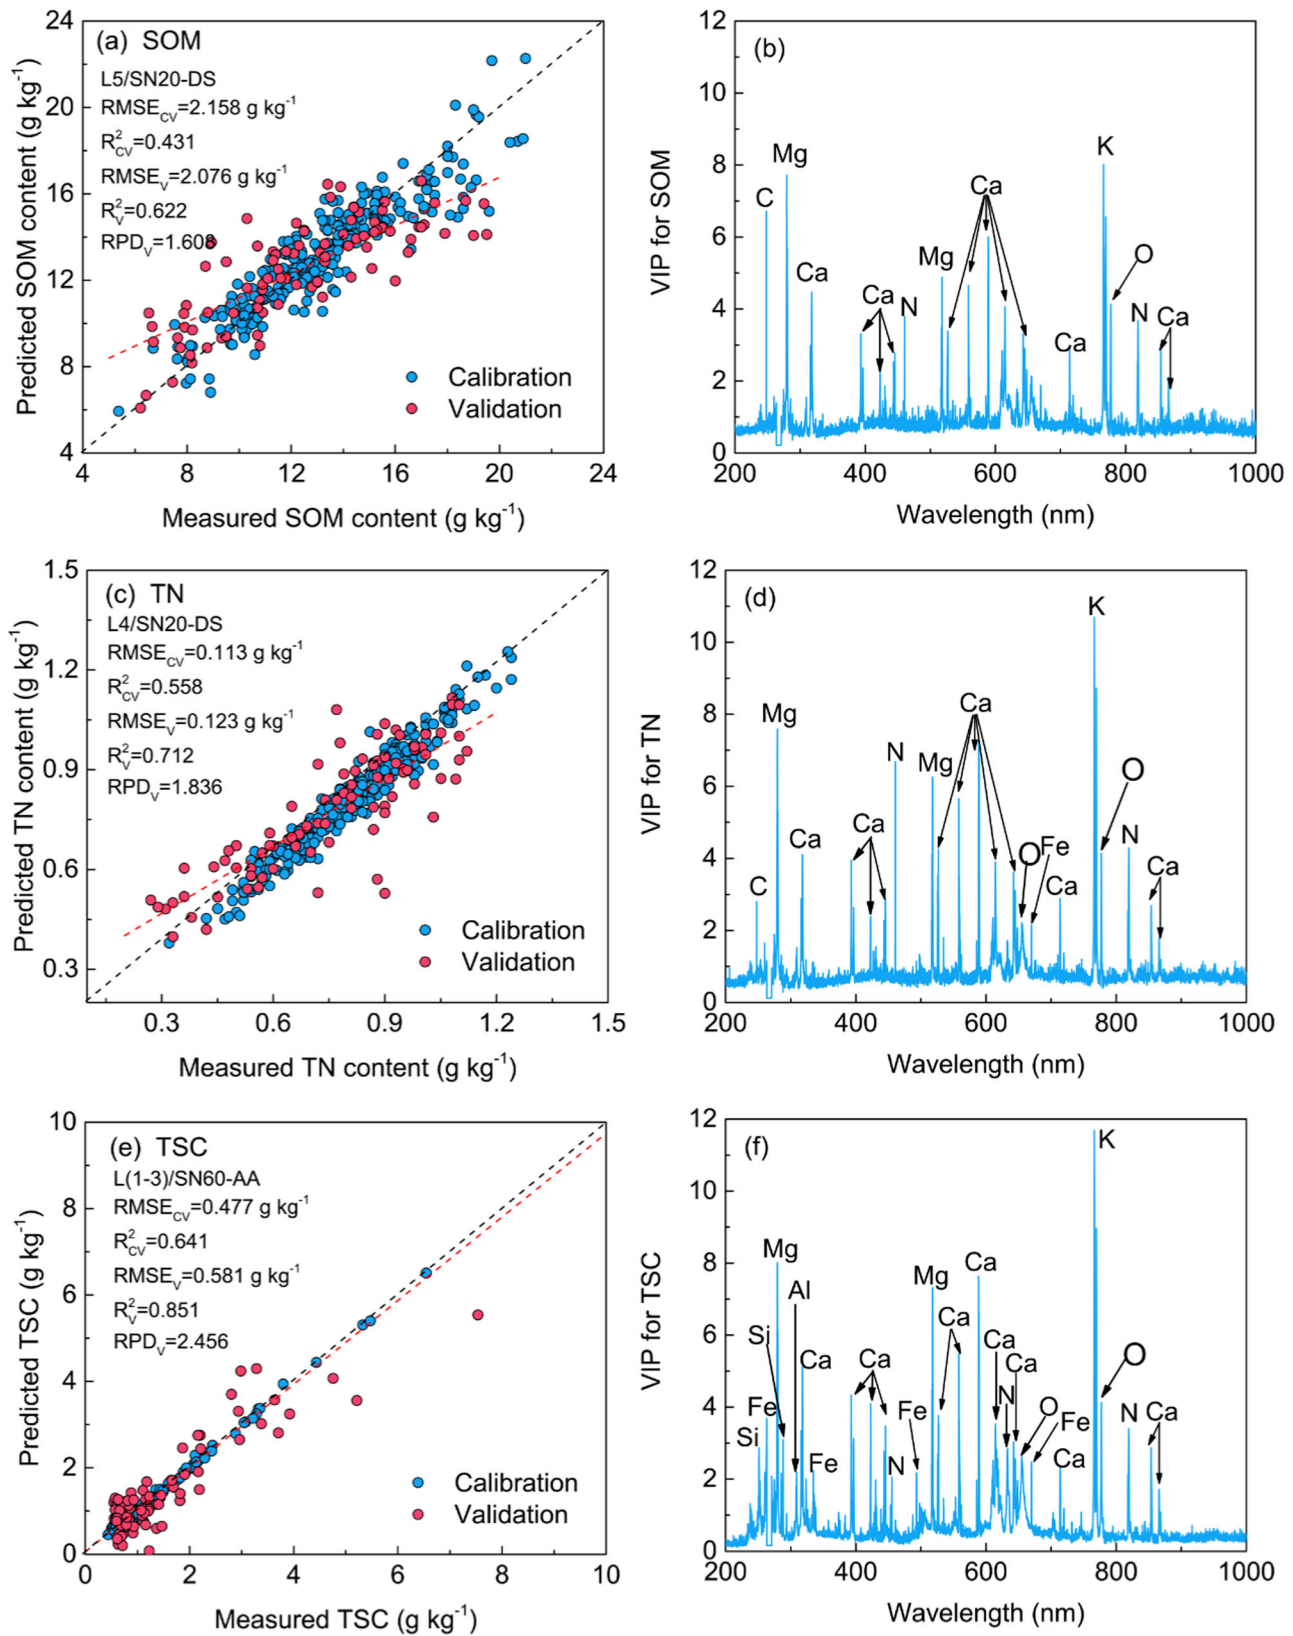 (a) SOM
L5/SN20-DS
RMSE_CV=2.158 g kg⁻¹
R²_CV=0.431
RMSE_V=2.076 g kg⁻¹
R²_V=0.622
RPD_V=1.608
Calibration
Validation
24
20
16
12
8
4
4 8 12 16 20 24
Predicted SOM content (g kg⁻¹)
Measured SOM content (g kg⁻¹)
(b)
C
Mg
Ca
Ca
N
Mg
Ca
Ca
K
O
N
Ca
12
10
8
6
4
2
0
200 400 600 800 1000
VIP for SOM
Wavelength (nm)
(c) TN
L4/SN20-DS
RMSE_CV=0.113 g kg⁻¹
R²_CV=0.558
RMSE_V=0.123 g kg⁻¹
R²_V=0.712
RPD_V=1.836
Calibration
Validation
1.5
1.2
0.9
0.6
0.3
0.3 0.6 0.9 1.2 1.5
Predicted TN content (g kg⁻¹)
Measured TN content (g kg⁻¹)
(d)
C
Mg
Ca
Ca
N
Mg
Ca
O
Fe
Ca
K
O
N
Ca
12
10
8
6
4
2
0
200 400 600 800 1000
VIP for TN
Wavelength (nm)
(e) TSC
L(1-3)/SN60-AA
RMSE_CV=0.477 g kg⁻¹
R²_CV=0.641
RMSE_V=0.581 g kg⁻¹
R²_V=0.851
RPD_V=2.456
Calibration
Validation
10
8
6
4
2
0
0 2 4 6 8 10
Predicted TSC (g kg⁻¹)
Measured TSC (g kg⁻¹)
(f)
Si
Fe
Si
Mg
Al
Ca
Fe
Ca
N
Fe
Mg
Ca
Ca
Ca
N
Ca
O
Fe
Ca
K
O
N
Ca
12
10
8
6
4
2
0
200 400 600 800 1000
VIP for TSC
Wavelength (nm)